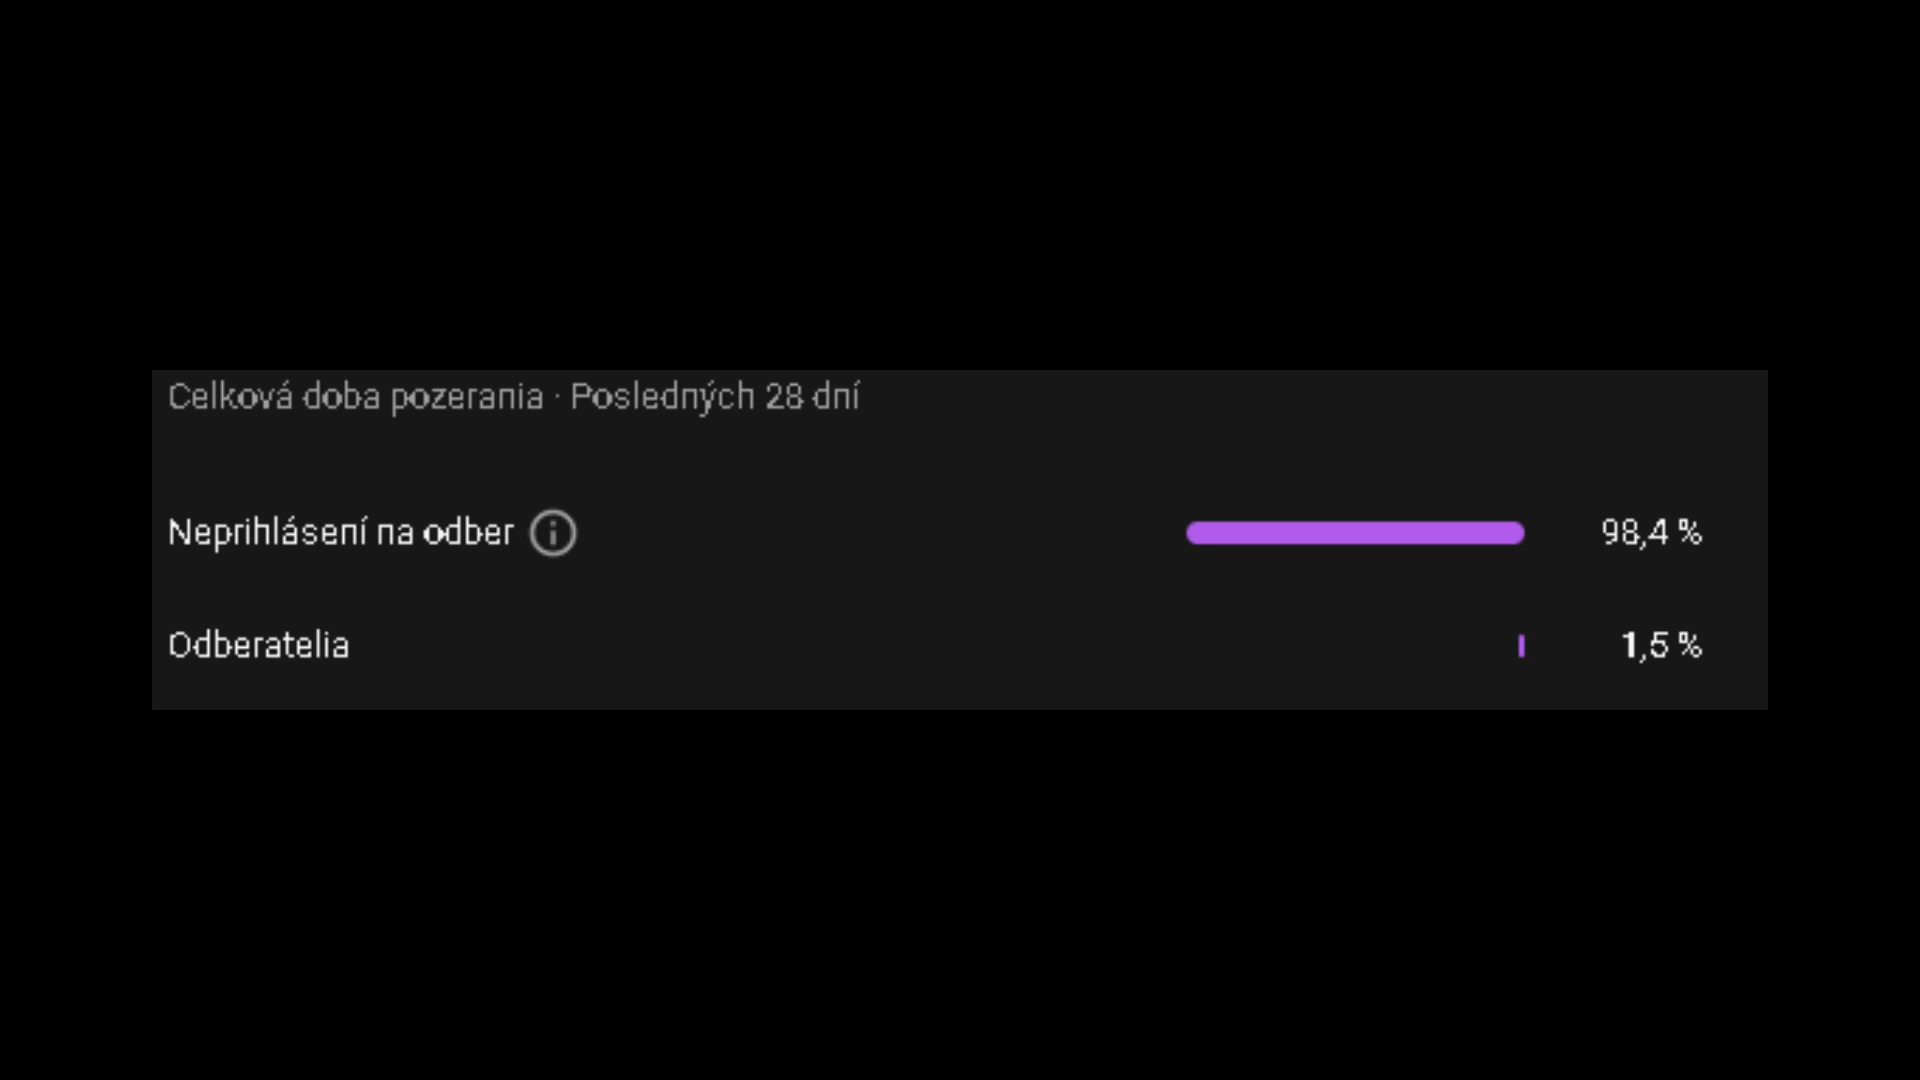 Celková doba pozerania · Posledných 28 dní
Neprihlásení na odber 98,4 %
Odberatelia 1,5 %